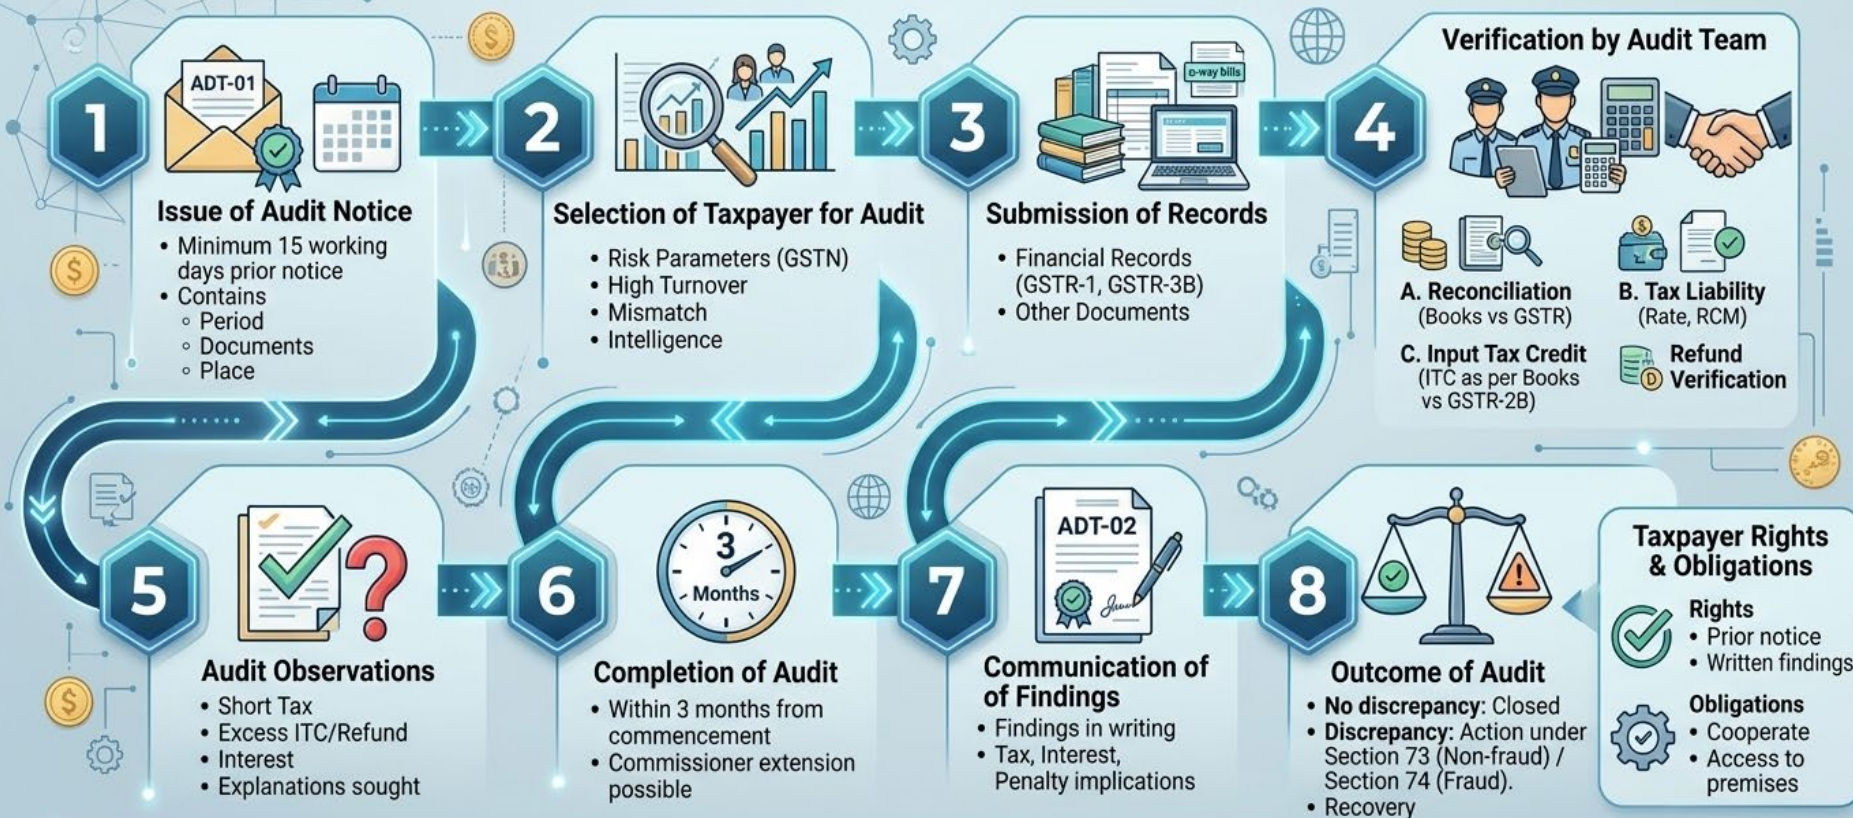 1
ADT-01
Issue of Audit Notice
• Minimum 15 working
days prior notice
• Contains
◦ Period
◦ Documents
◦ Place
2
Selection of Taxpayer for Audit
• Risk Parameters (GSTN)
• High Turnover
• Mismatch
• Intelligence
3
e-way bills
Submission of Records
• Financial Records
(GSTR-1, GSTR-3B)
• Other Documents
4
Verification by Audit Team
A. Reconciliation
(Books vs GSTR)
B. Tax Liability
(Rate, RCM)
C. Input Tax Credit
(ITC as per Books
vs GSTR-2B)
Refund
Verification
5
Audit Observations
• Short Tax
• Excess ITC/Refund
• Interest
• Explanations sought
6
3
Months
Completion of Audit
• Within 3 months from
commencement
• Commissioner extension
possible
7
ADT-02
Communication of
of Findings
• Findings in writing
• Tax, Interest,
Penalty implications
8
Outcome of Audit
• No discrepancy: Closed
• Discrepancy: Action under
Section 73 (Non-fraud) /
Section 74 (Fraud).
• Recovery
Taxpayer Rights
& Obligations
Rights
• Prior notice
• Written findings
Obligations
• Cooperate
• Access to
premises